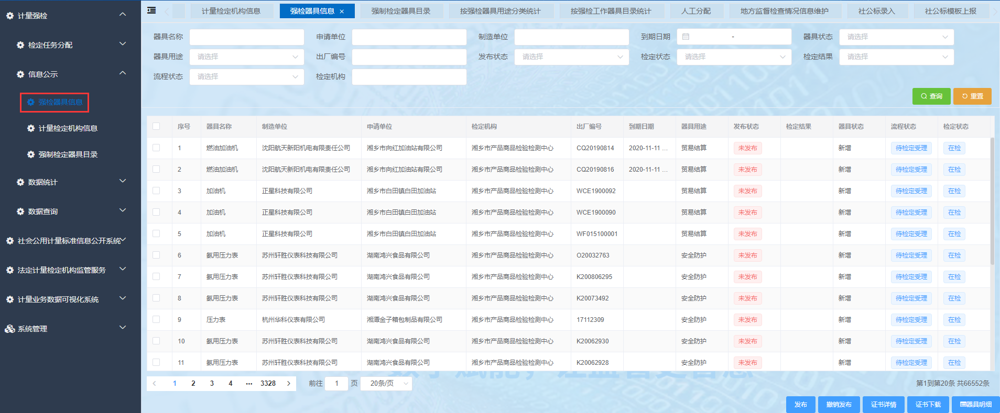 计量强检
检定任务分配
信息公示
强检器具信息
计量检定机构信息
强制检定器具目录
数据统计
数据查询
社会公用计量标准信息公开系统
法定计量检定机构监管服务
计量业务数据可视化系统
系统管理
计量检定机构信息 强检器具信息 × 强制检定器具目录 按强检器具用途分类统计 按强检工作器具目录统计 人工分配 地方监督检查情况信息维护 社公标录入 社公标模板上报
器具名称 申请单位 制造单位 到期日期 - 器具状态 请选择
器具用途 请选择 出厂编号 发布状态 请选择 检定状态 请选择 检定结果 请选择
流程状态 请选择 检定机构
查询 重置
序号 器具名称 制造单位 申请单位 检定机构 出厂编号 到期日期 器具用途 发布状态 检定结果 器具状态 流程状态 检定状态
1 燃油加油机 沈阳航天新阳机电有限责任公司 湘乡市向红加油站有限公司 湘乡市产品商品检验检测中心 CQ20190814 2020-11-11 ... 贸易结算 未发布 新增 待检定受理 在检
2 燃油加油机 沈阳航天新阳机电有限责任公司 湘乡市向红加油站有限公司 湘乡市产品商品检验检测中心 CQ20190816 2020-11-11 ... 贸易结算 未发布 新增 待检定受理 在检
3 加油机 正星科技有限公司 湘乡市白田镇白田加油站 湘乡市产品商品检验检测中心 WCE1900092 贸易结算 未发布 新增 待检定受理 在检
4 加油机 正星科技有限公司 湘乡市白田镇白田加油站 湘乡市产品商品检验检测中心 WCE1900090 贸易结算 未发布 新增 待检定受理 在检
5 加油机 正星科技有限公司 湘乡市白田镇白田加油站 湘乡市产品商品检验检测中心 WF015100001 贸易结算 未发布 新增 待检定受理 在检
6 氨用压力表 苏州轩胜仪表科技有限公司 湖南鸿兴食品有限公司 湘乡市产品商品检验检测中心 O20032763 安全防护 未发布 新增 待检定受理 在检
7 氨用压力表 苏州轩胜仪表科技有限公司 湖南鸿兴食品有限公司 湘乡市产品商品检验检测中心 K200806295 安全防护 未发布 新增 待检定受理 在检
8 氨用压力表 苏州轩胜仪表科技有限公司 湖南鸿兴食品有限公司 湘乡市产品商品检验检测中心 K20073492 安全防护 未发布 新增 待检定受理 在检
9 压力表 杭州华科仪表有限公司 湘潭金子箱包制品有限公司 湘乡市产品商品检验检测中心 17112309 安全防护 未发布 新增 待检定受理 在检
10 氨用压力表 苏州轩胜仪表科技有限公司 湖南鸿兴食品有限公司 湘乡市产品商品检验检测中心 K20062930 安全防护 未发布 新增 待检定受理 在检
11 氨用压力表 苏州轩胜仪表科技有限公司 湖南鸿兴食品有限公司 湘乡市产品商品检验检测中心 K20062928 安全防护 未发布 新增 待检定受理 在检
1 2 3 4 ... 3328 前往 1 页 20条/页 第1到第20条 共66552条
发布 撤销发布 证书详情 证书下载 器具明细